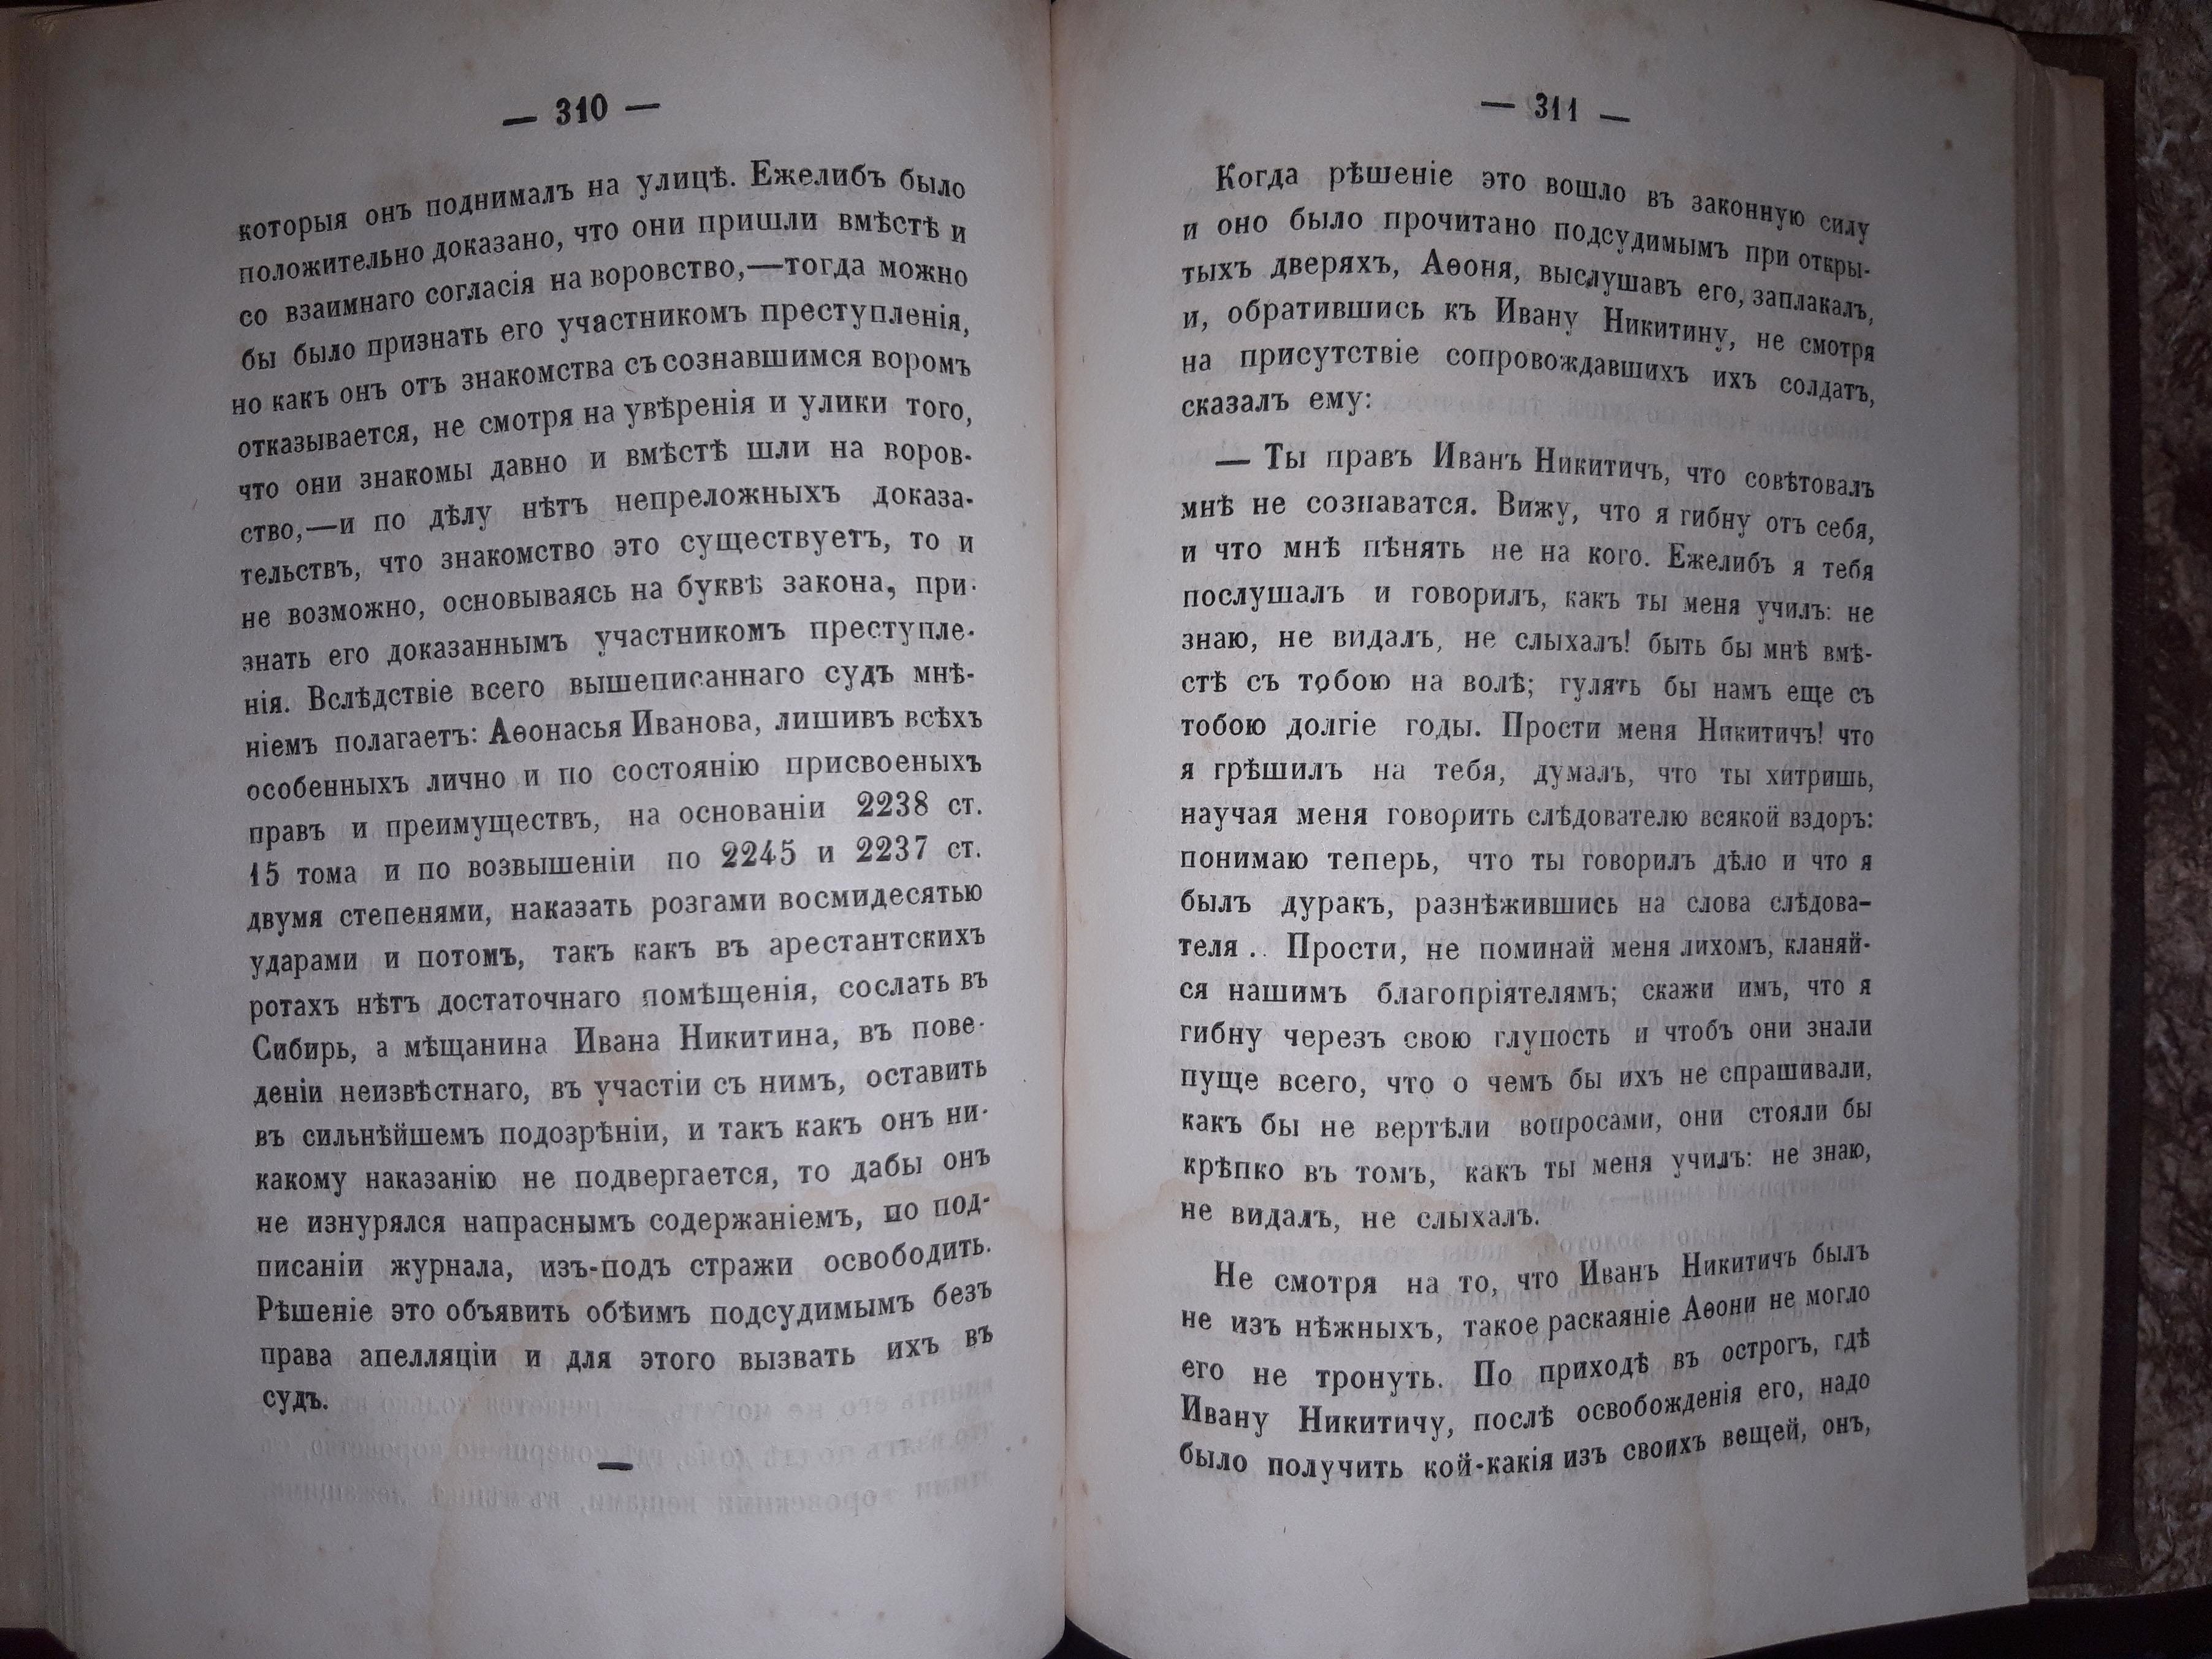 — 310 —
которыя онъ поднималъ на улицѣ. Ежелибъ было
положительно доказано, что они пришли вмѣстѣ и
со взаимнаго согласія на воровство,—тогда можно
бы было признать его участникомъ преступленія,
но какъ онъ отъ знакомства съ сознавшимся воромъ
отказывается, не смотря на увѣренія и улики того,
что они знакомы давно и вмѣстѣ шли на воров-
ство,—и по дѣлу нѣтъ непреложныхъ доказа-
тельствъ, что знакомство это существуетъ, то и
не возможно, основываясь на буквѣ закона, при-
знать его доказаннымъ участникомъ преступле-
нія. Вслѣдствіе всего вышеписаннаго судъ мнѣ-
ніемъ полагаетъ: Аѳонасья Иванова, лишивъ всѣхъ
особенныхъ лично и по состоянію присвоеныхъ
правъ и преимуществъ, на основаніи 2238 ст.
15 тома и по возвышеніи по 2245 и 2237 ст.
двумя степенями, наказать розгами восмидесятью
ударами и потомъ, такъ какъ въ арестантскихъ
ротахъ нѣтъ достаточнаго помѣщенія, сослать въ
Сибирь, а мѣщанина Ивана Никитина, въ пове-
деніи неизвѣстнаго, въ участіи съ нимъ, оставить
въ сильнѣйшемъ подозрѣніи, и такъ какъ онъ ни-
какому наказанію не подвергается, то дабы онъ
не изнурялся напраснымъ содержаніемъ, по под-
писаніи журнала, изъ-подъ стражи освободить.
Рѣшеніе это объявить обѣимъ подсудимымъ безъ
права апелляціи и для этого вызвать ихъ въ
судъ.
— 311 —
Когда рѣшеніе это вошло въ законную силу
и оно было прочитано подсудимымъ при откры-
тыхъ дверяхъ, Аѳоня, выслушавъ его, заплакалъ,
и, обратившись къ Ивану Никитину, не смотря
на присутствіе сопровождавшихъ ихъ солдатъ,
сказалъ ему:
— Ты правъ Иванъ Никитичъ, что совѣтовалъ
мнѣ не сознаватся. Вижу, что я гибну отъ себя,
и что мнѣ пѣнять не на кого. Ежелибъ я тебя
послушалъ и говорилъ, какъ ты меня училъ: не
знаю, не видалъ, не слыхалъ! быть бы мнѣ вмѣ-
стѣ съ тобою на волѣ; гулять бы намъ еще съ
тобою долгіе годы. Прости меня Никитичъ! что
я грѣшилъ на тебя, думалъ, что ты хитришь,
научая меня говорить слѣдователю всякой вздоръ:
понимаю теперь, что ты говорилъ дѣло и что я
былъ дуракъ, разнѣжившись на слова слѣдова-
теля .. Прости, не поминай меня лихомъ, кланяй-
ся нашимъ благопріятелямъ; скажи имъ, что я
гибну черезъ свою глупость и чтобъ они знали
пуще всего, что о чемъ бы ихъ не спрашивали,
какъ бы не вертѣли вопросами, они стояли бы
крѣпко въ томъ, какъ ты меня училъ: не знаю,
не видалъ, не слыхалъ.
Не смотря на то, что Иванъ Никитичъ былъ
не изъ нѣжныхъ, такое раскаяніе Аѳони не могло
его не тронуть. По приходѣ въ острогъ, гдѣ
Ивану Никитичу, послѣ освобожденія его, надо
было получить кой-какія изъ своихъ вещей, онъ,